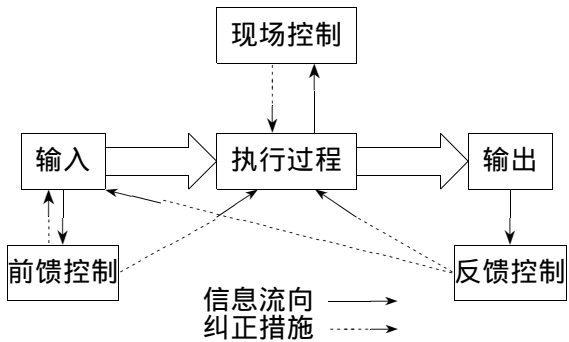 现场控制
输入
执行过程
输出
前馈控制
反馈控制
信息流向
纠正措施